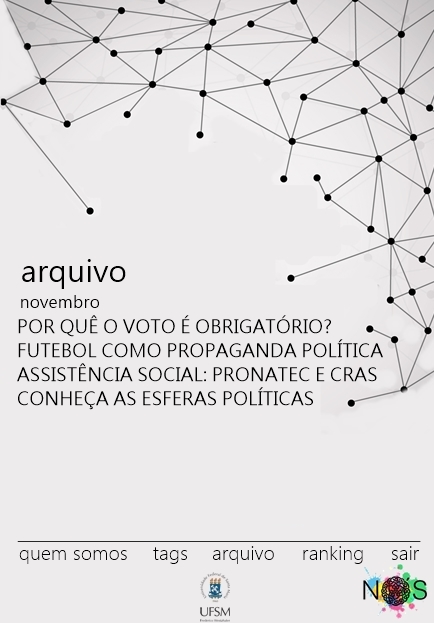 arquivo
novembro
POR QUÊ O VOTO É OBRIGATÓRIO?
FUTEBOL COMO PROPAGANDA POLÍTICA
ASSISTÊNCIA SOCIAL: PRONATEC E CRAS
CONHEÇA AS ESFERAS POLÍTICAS
quem somos tags arquivo ranking sair
NOS
UFSM